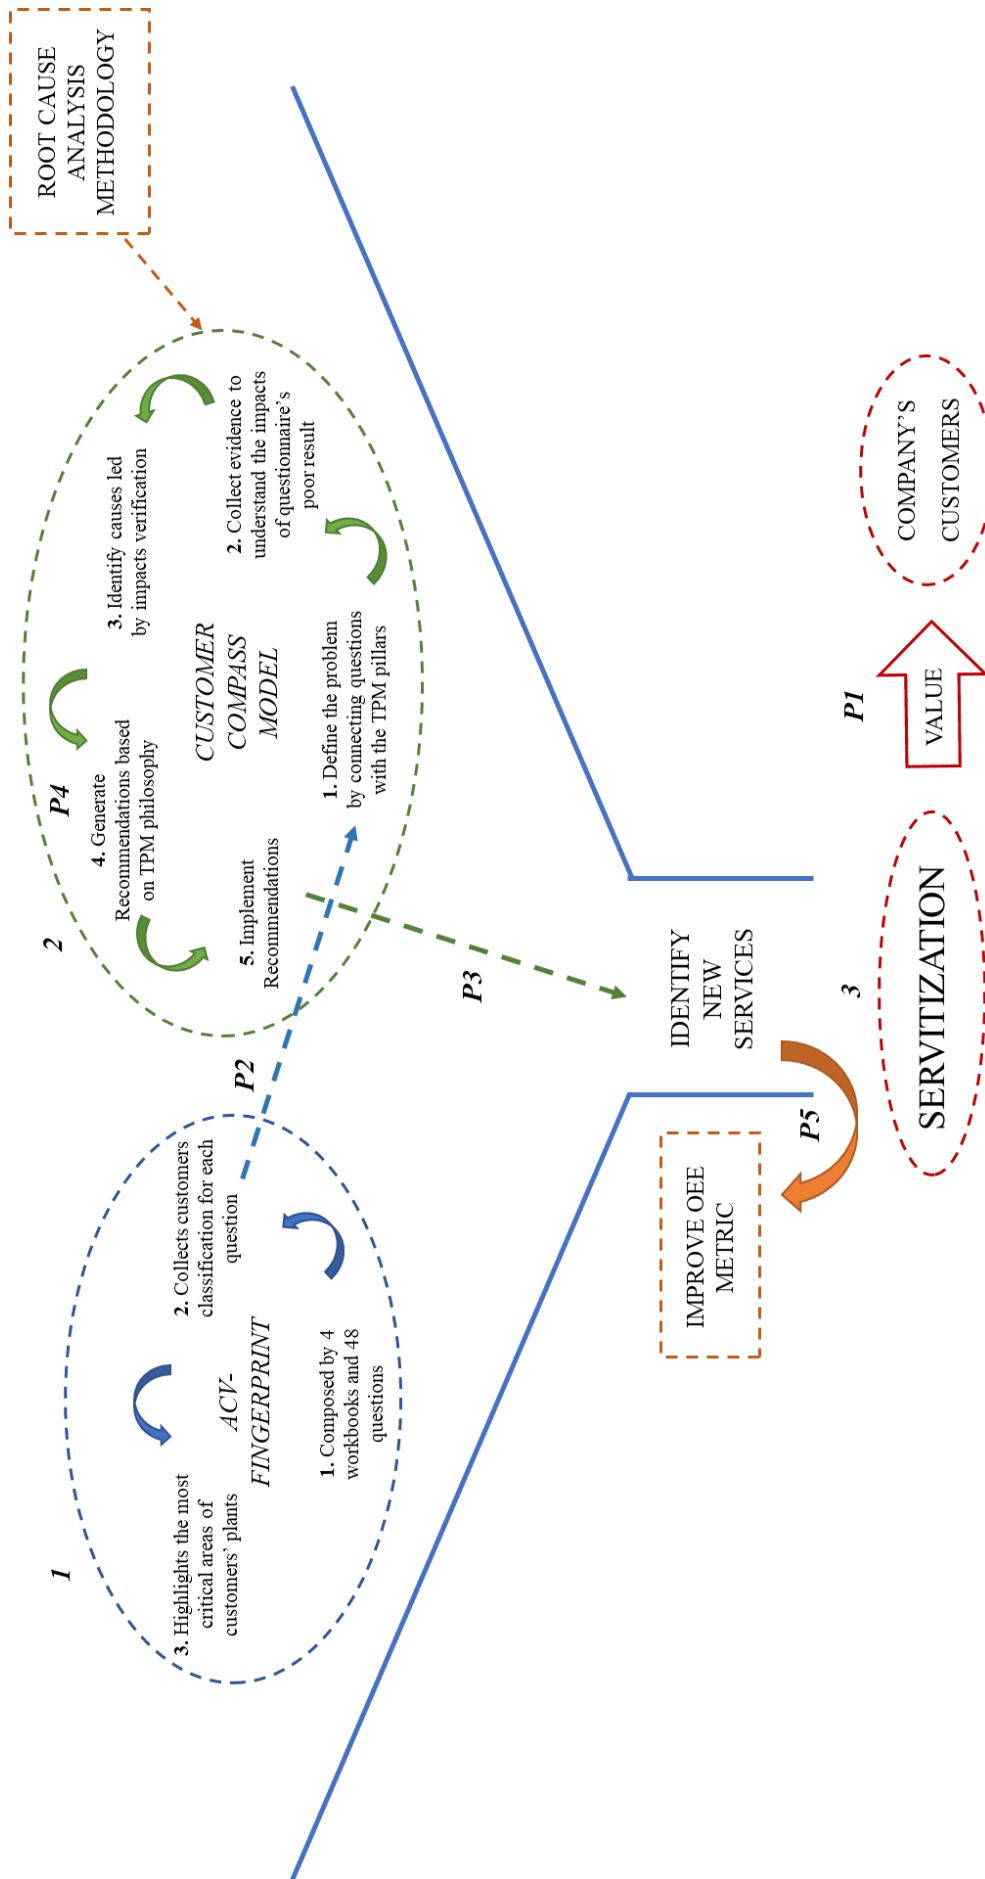 1
3. Highlights the most
critical areas of
customers' plants
2. Collects customers
classification for each
question
ACV-
FINGERPRINT
1. Composed by 4
workbooks and 48
questions
P2
2
P4
4. Generate
Recommendations based
on TPM philosophy
3. Identify causes led
by impacts verification
5. Implement
Recommendations
CUSTOMER
COMPASS
MODEL
2. Collect evidence to
understand the impacts
of questionnaire's
poor result
1. Define the problem
by connecting questions
with the TPM pillars
ROOT CAUSE
ANALYSIS
METHODOLOGY
P3
IDENTIFY
NEW
SERVICES
IMPROVE OEE
METRIC
P5
3
SERVITIZATION
P1
VALUE
COMPANY'S
CUSTOMERS